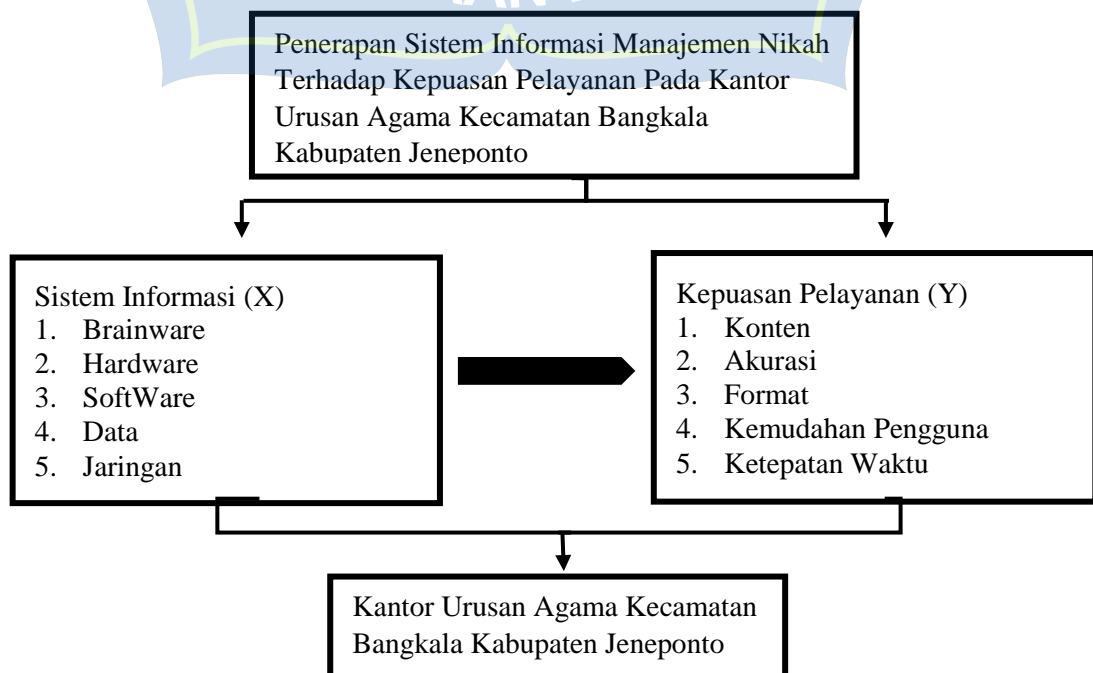 Penerapan Sistem Informasi Manajemen Nikah
Terhadap Kepuasan Pelayanan Pada Kantor
Urusan Agama Kecamatan Bangkala
Kabupaten Jeneponto
Sistem Informasi (X)
1. Brainware
2. Hardware
3. SoftWare
4. Data
5. Jaringan
Kepuasan Pelayanan (Y)
1. Konten
2. Akurasi
3. Format
4. Kemudahan Pengguna
5. Ketepatan Waktu
Kantor Urusan Agama Kecamatan
Bangkala Kabupaten Jeneponto